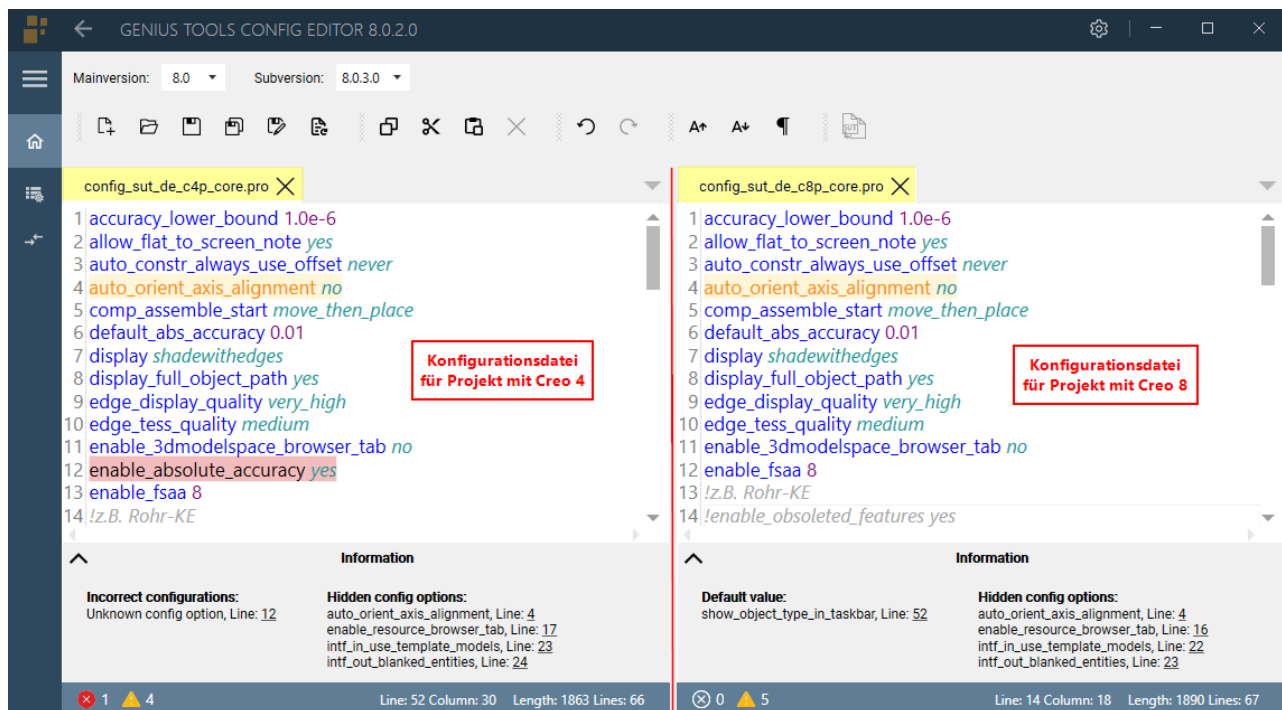 GENIUS TOOLS CONFIG EDITOR 8.0.2.0
Mainversion: 8.0 Subversion: 8.0.3.0
A A ¶ SUT
config_sut_de_c4p_core.pro
1 accuracy_lower_bound 1.0e-6
2 allow_flat_to_screen_note yes
3 auto_constr_always_use_offset never
4 auto_orient_axis_alignment no
5 comp_assemble_start move_then_place
6 default_abs_accuracy 0.01
7 display shadewithedges
8 display_full_object_path yes
9 edge_display_quality very_high
10 edge_tess_quality medium
11 enable_3dmodelspace_browser_tab no
12 enable_absolute_accuracy yes
13 enable_fsaa 8
14 !z.B. Rohr-KE
Konfigurationsdatei
für Projekt mit Creo 4
Information
Incorrect configurations:
Unknown config option, Line: 12
Hidden config options:
auto_orient_axis_alignment, Line: 4
enable_resource_browser_tab, Line: 17
intf_in_use_template_models, Line: 23
intf_out_blanked_entities, Line: 24
1 4 Line: 52 Column: 30 Length: 1863 Lines: 66
config_sut_de_c8p_core.pro
1 accuracy_lower_bound 1.0e-6
2 allow_flat_to_screen_note yes
3 auto_constr_always_use_offset never
4 auto_orient_axis_alignment no
5 comp_assemble_start move_then_place
6 default_abs_accuracy 0.01
7 display shadewithedges
8 display_full_object_path yes
9 edge_display_quality very_high
10 edge_tess_quality medium
11 enable_3dmodelspace_browser_tab no
12 enable_fsaa 8
13 !z.B. Rohr-KE
14 !enable_obsoleted_features yes
Konfigurationsdatei
für Projekt mit Creo 8
Information
Default value:
show_object_type_in_taskbar, Line: 52
Hidden config options:
auto_orient_axis_alignment, Line: 4
enable_resource_browser_tab, Line: 16
intf_in_use_template_models, Line: 22
intf_out_blanked_entities, Line: 23
0 5 Line: 14 Column: 18 Length: 1890 Lines: 67